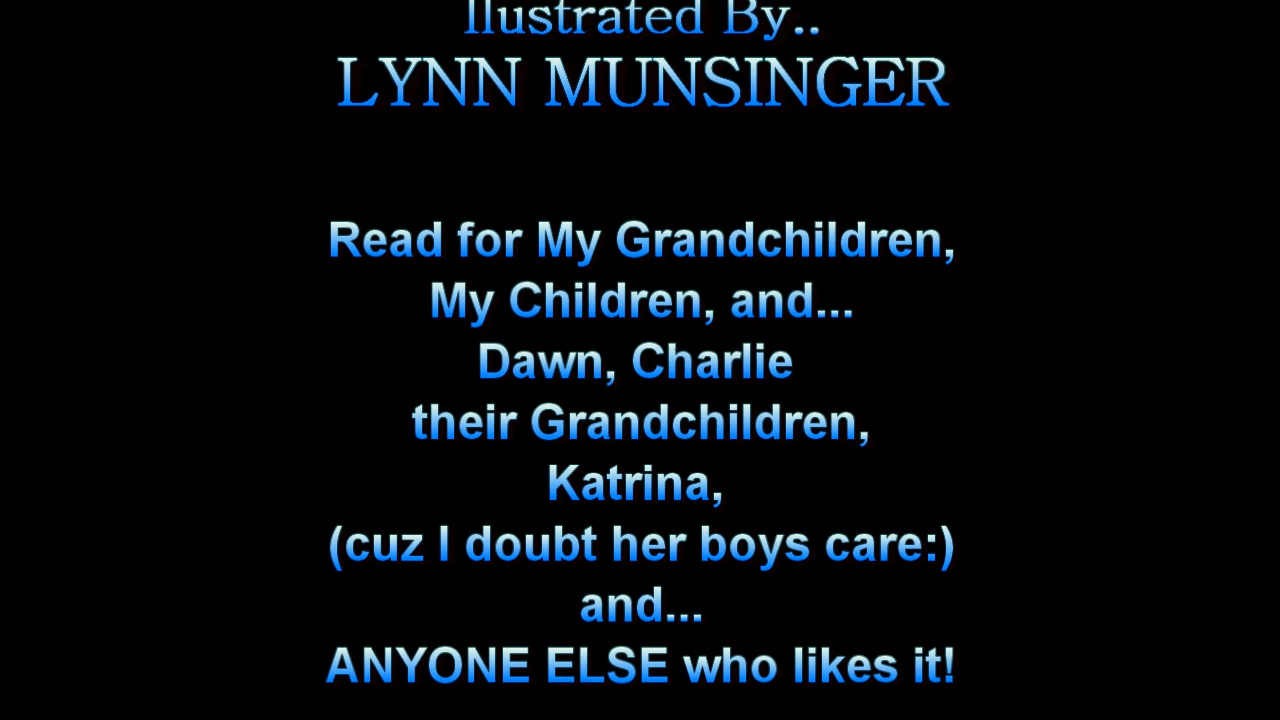 Ilustrated By..
LYNN MUNSINGER
Read for My Grandchildren,
My Children, and...
Dawn, Charlie
their Grandchildren,
Katrina,
(cuz I doubt her boys care:)
and...
ANYONE ELSE who likes it!